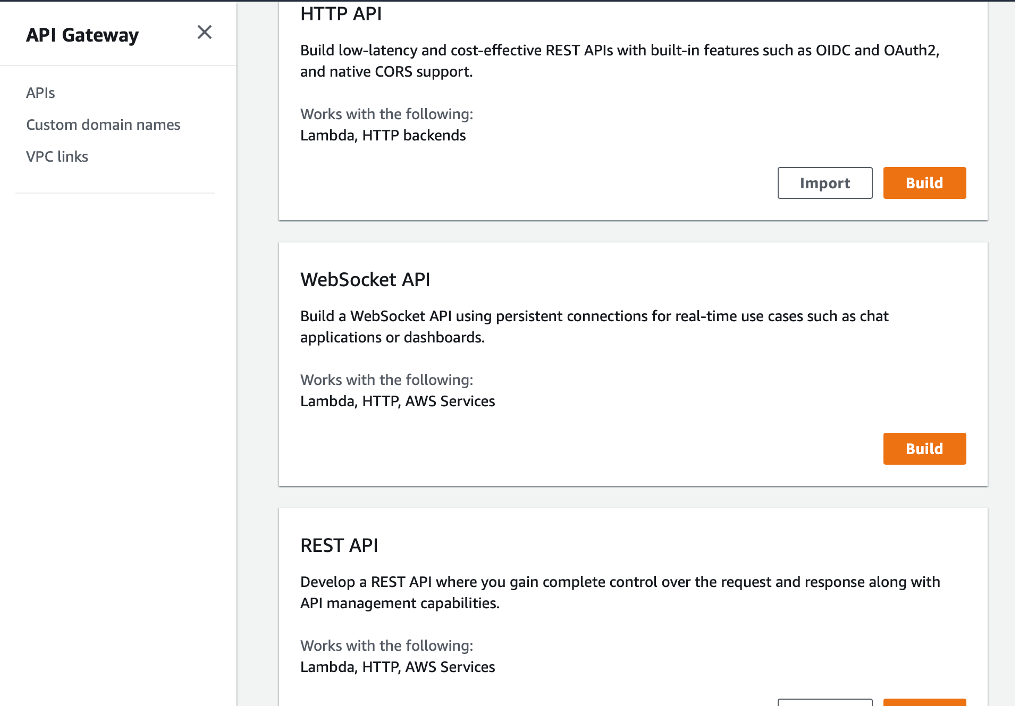 API Gateway
APIs
Custom domain names
VPC links
HTTP API
Build low-latency and cost-effective REST APIs with built-in features such as OIDC and OAuth2,
and native CORS support.
Works with the following:
Lambda, HTTP backends
Import
Build
WebSocket API
Build a WebSocket API using persistent connections for real-time use cases such as chat
applications or dashboards.
Works with the following:
Lambda, HTTP, AWS Services
Build
REST API
Develop a REST API where you gain complete control over the request and response along with
API management capabilities.
Works with the following:
Lambda, HTTP, AWS Services